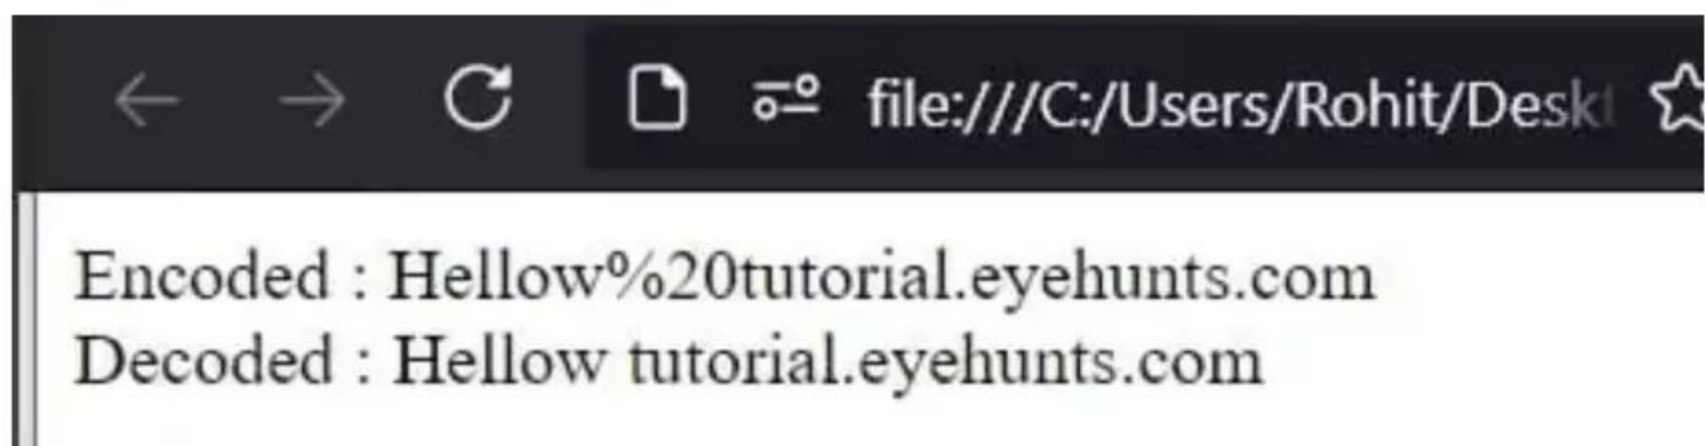 file:///C:/Users/Rohit/Desk
Encoded : Hellow%20tutorial.eyehunts.com
Decoded : Hellow tutorial.eyehunts.com